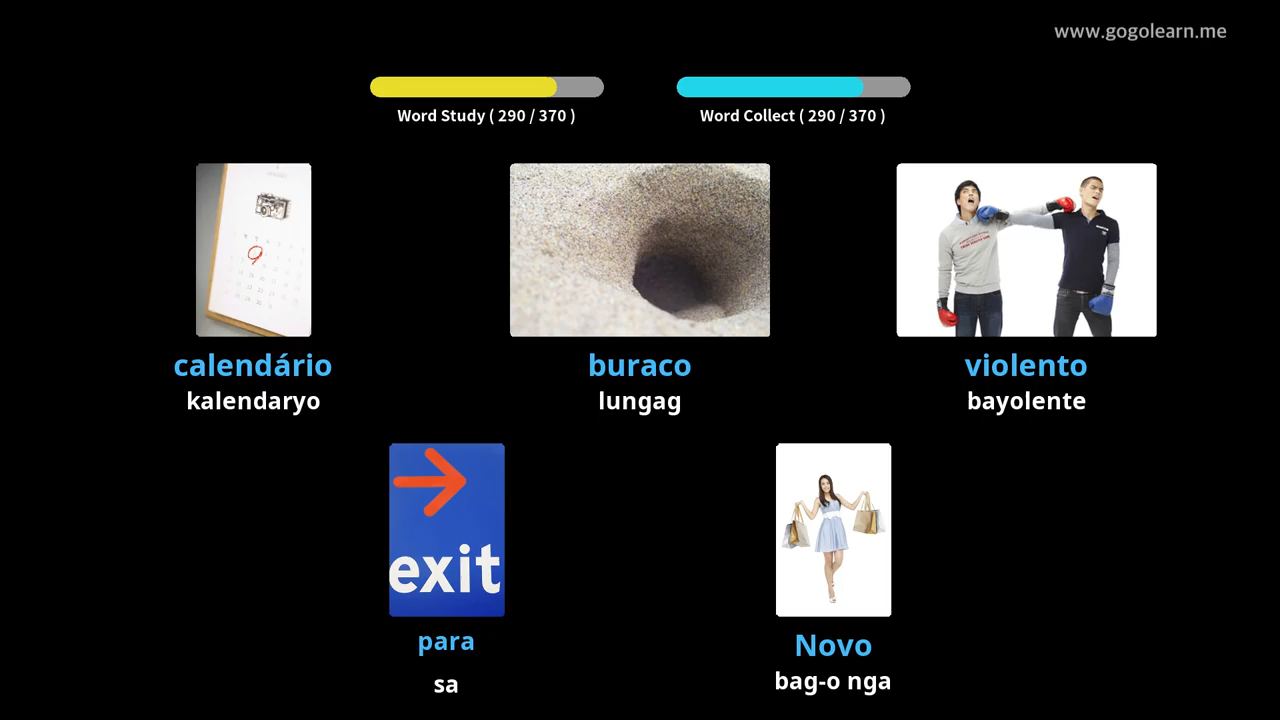 www.gogolearn.me
Word Study ( 290 / 370 )
Word Collect ( 290 / 370 )
calendário
kalendaryo
buraco
lungag
violento
bayolente
exit
para
sa
Novo
bag-o nga